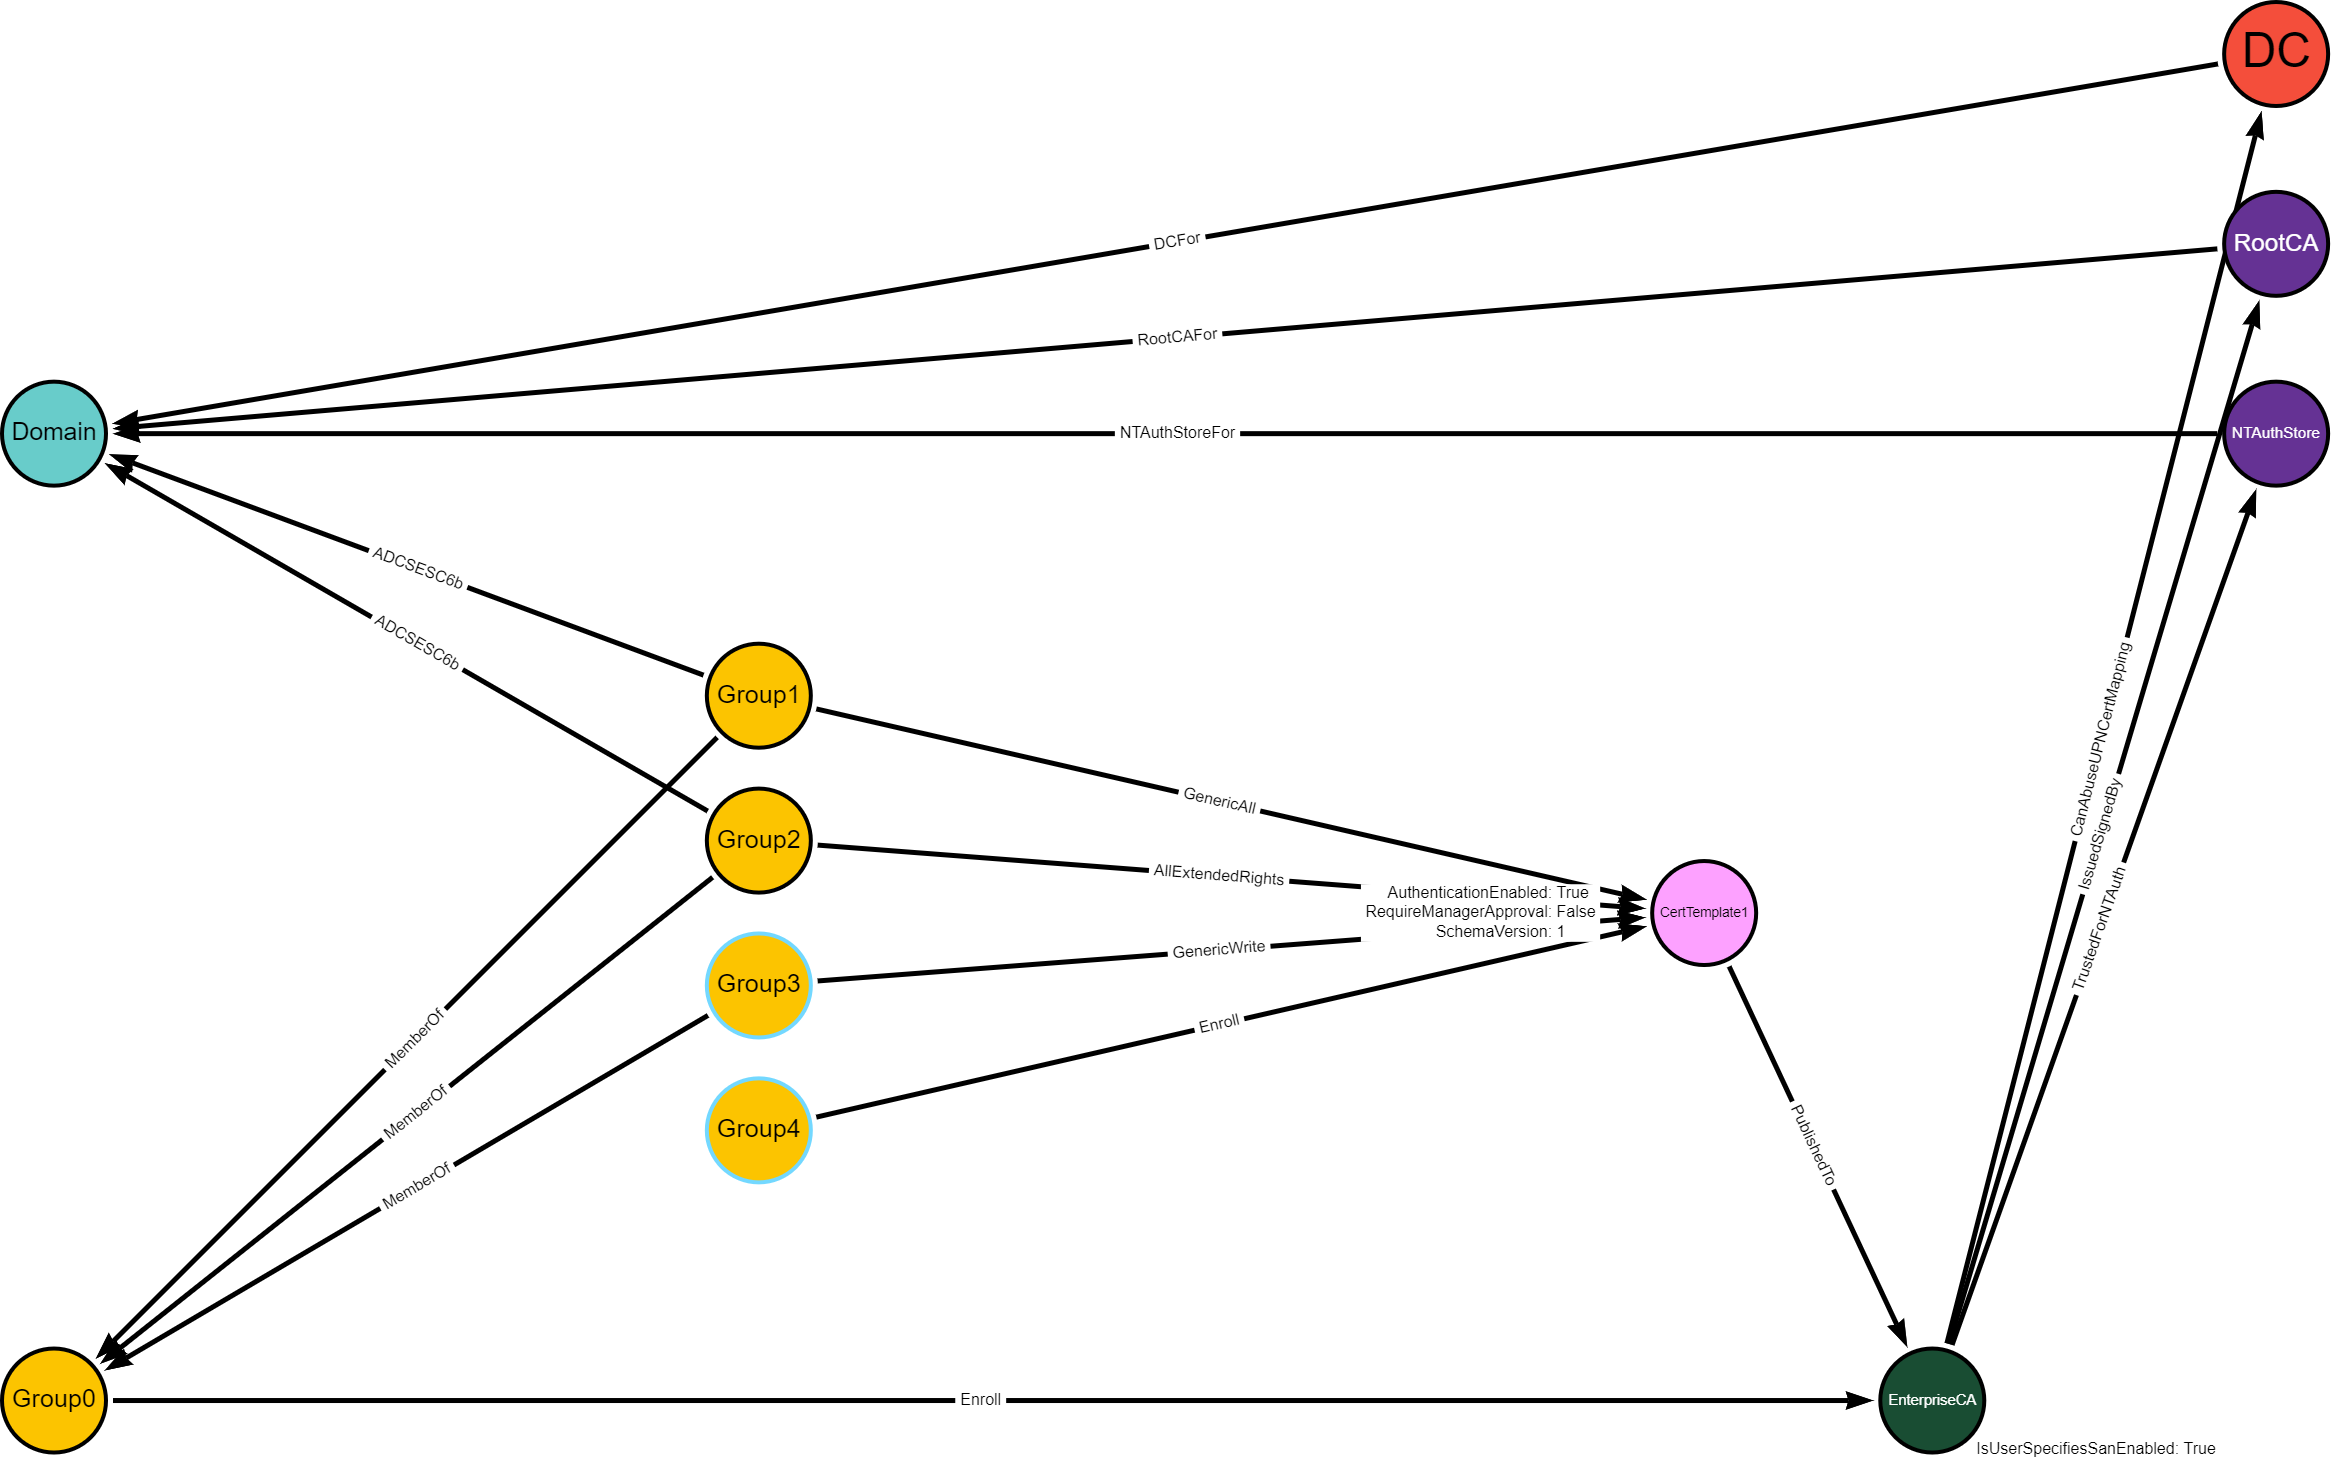 DC
RootCA
DCFor
RootCAFor
Domain
NTAuthStoreFor
NTAuthStore
ADCSESC6b
ADCSESC6b
Group1
CanAbuseUPNCertMapping
GenericAll
Group2
AllExtendedRights
IssuedSignedBy
AuthenticationEnabled: True
RequireManagerApproval: False
SchemaVersion: 1
CertTemplate1
TrustedForNTAuth
GenericWrite
Group3
Enroll
MemberOf
MemberOf
Group4
PublishedTo
MemberOf
Group0
Enroll
EnterpriseCA
IsUserSpecifiesSanEnabled: True